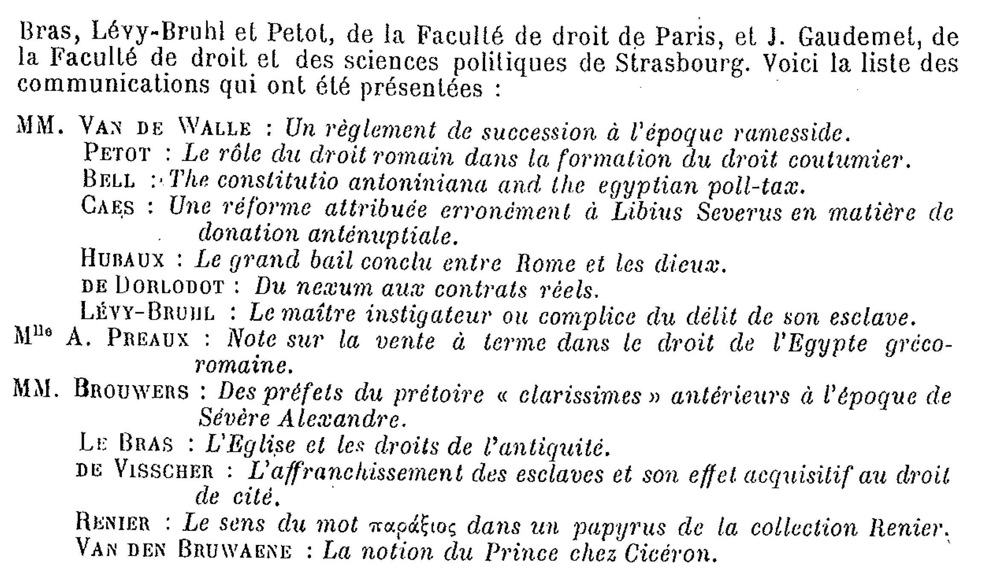 Bras, Lévy-Bruhl et Petot, de la Faculté de droit de Paris, et J. Gaudemet, de
la Faculté de droit et des sciences politiques de Strasbourg. Voici la liste des
communications qui ont été présentées :
MM. VAN DE WALLE : Un règlement de succession à l'époque ramesside.
PETOT : Le rôle du droit romain dans la formation du droit coutumier.
BELL : The constitutio antoniniana and the egyptian poll-tax.
CAES : Une réforme attribuée erronément à Libius Severus en matière de
donation anténuptiale.
HUBAUX : Le grand bail conclu entre Rome et les dieux.
DE DORLODOT : Du nexum aux contrats réels.
LÉVY-BRUHL : Le maître instigateur ou complice du délit de son esclave.
Mlle A. PREAUX : Note sur la vente à terme dans le droit de l'Egypte gréco-
romaine.
MM. BROUWERS : Des préfets du prétoire « clarissimes » antérieurs à l'époque de
Sévère Alexandre.
LE BRAS : L'Eglise et les droits de l'antiquité.
DE VISSCHER : L'affranchissement des esclaves et son effet acquisitif au droit
de cité.
RENIER : Le sens du mot παράξιος dans un papyrus de la collection Renier.
VAN DEN BRUWAENE : La notion du Prince chez Cicéron.